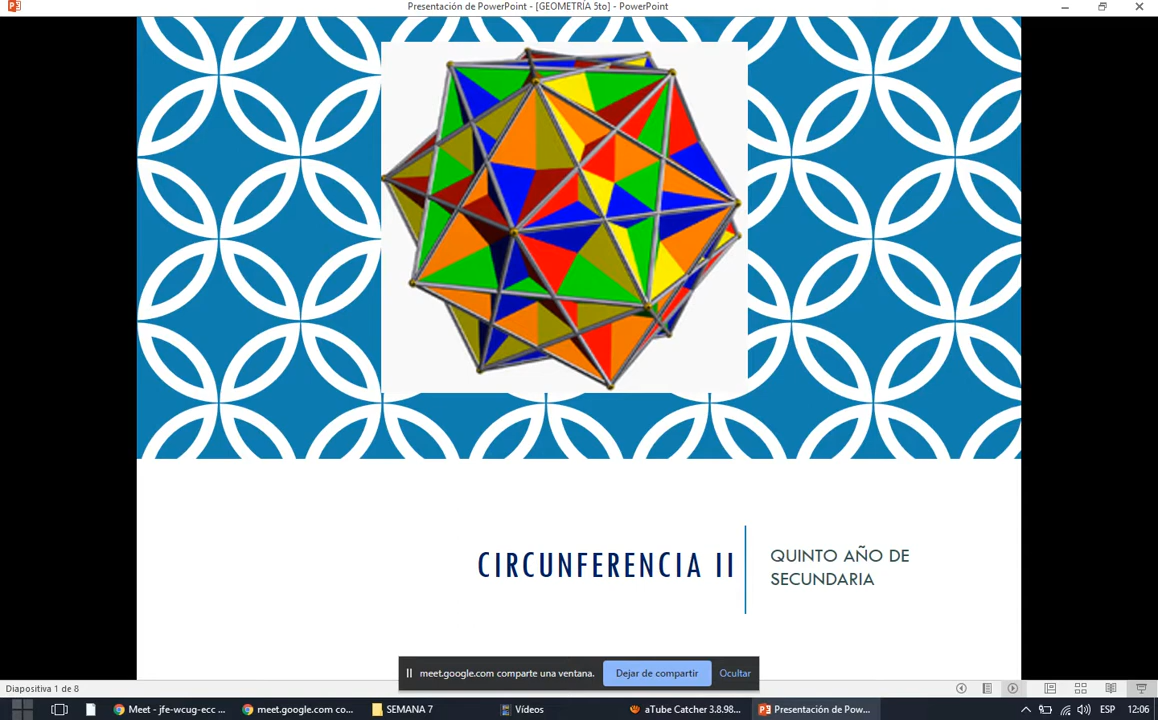 Presentación de PowerPoint - [GEOMETRÍA 5to] - PowerPoint
CIRCUNFERENCIA II
QUINTO AÑO DE
SECUNDARIA
meet.google.com comparte una ventana.
Dejar de compartir
Ocultar
Diapositiva 1 de 8
Meet - jfe-wcug-ecc ...
meet.google.com co...
SEMANA 7
Vídeos
aTube Catcher 3.8.98...
Presentación de Pow...
ESP
12:06